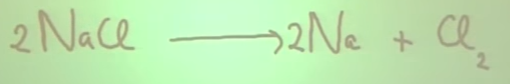 2NaCl ⟶ 2Na + Cl₂